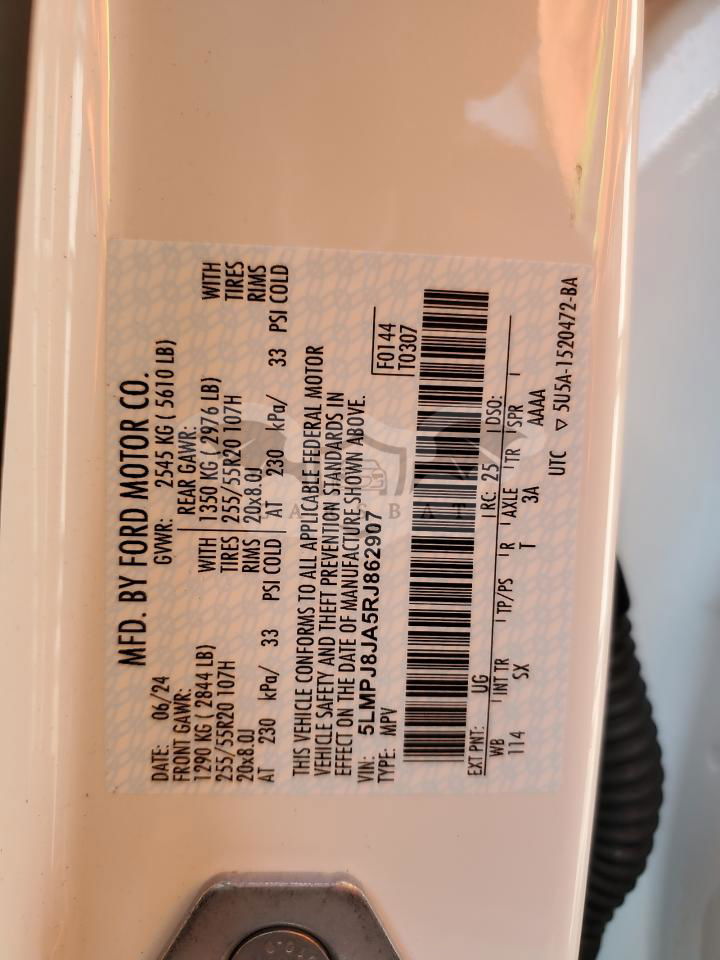 MFD. BY FORD MOTOR CO.
DATE: 06/24 GVWR: 2545 KG ( 5610 LB)
FRONT GAWR: REAR GAWR:
1290 KG ( 2844 LB) WITH 1350 KG ( 2976 LB) WITH
255/55R20 107H TIRES 255/55R20 107H TIRES
20x8.0J RIMS 20x8.0J RIMS
AT 230 kPa/ 33 PSI COLD AT 230 kPa/ 33 PSI COLD
THIS VEHICLE CONFORMS TO ALL APPLICABLE FEDERAL MOTOR
VEHICLE SAFETY AND THEFT PREVENTION STANDARDS IN
EFFECT ON THE DATE OF MANUFACTURE SHOWN ABOVE.
VIN: 5LMPJ8JA5RJ862907
TYPE: MPV
F0144
T0307
EXT PNT: UG RC: 25 DSO:
WB INT TR TP/PS R AXLE TR SPR
114 SX T 3A AAAA
UTC ▽ 5U5A-1520472-BA